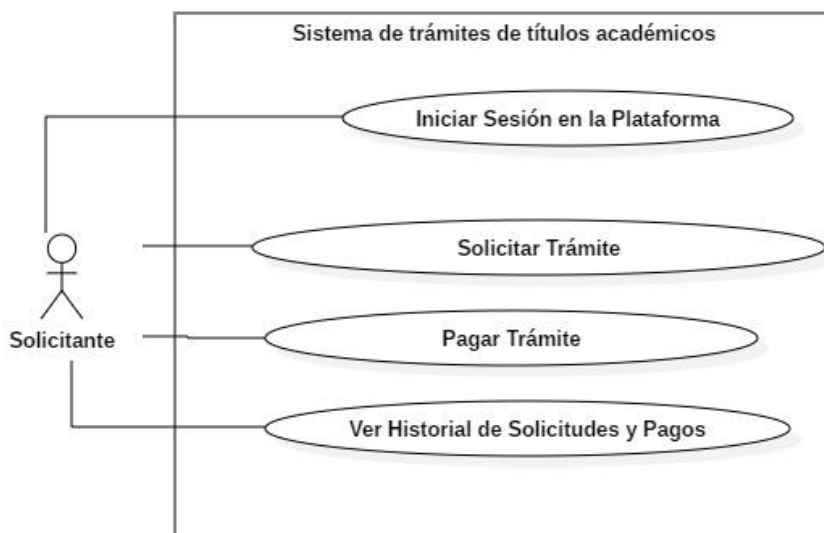 Sistema de trámites de títulos académicos
Iniciar Sesión en la Plataforma
Solicitar Trámite
Solicitante
Pagar Trámite
Ver Historial de Solicitudes y Pagos